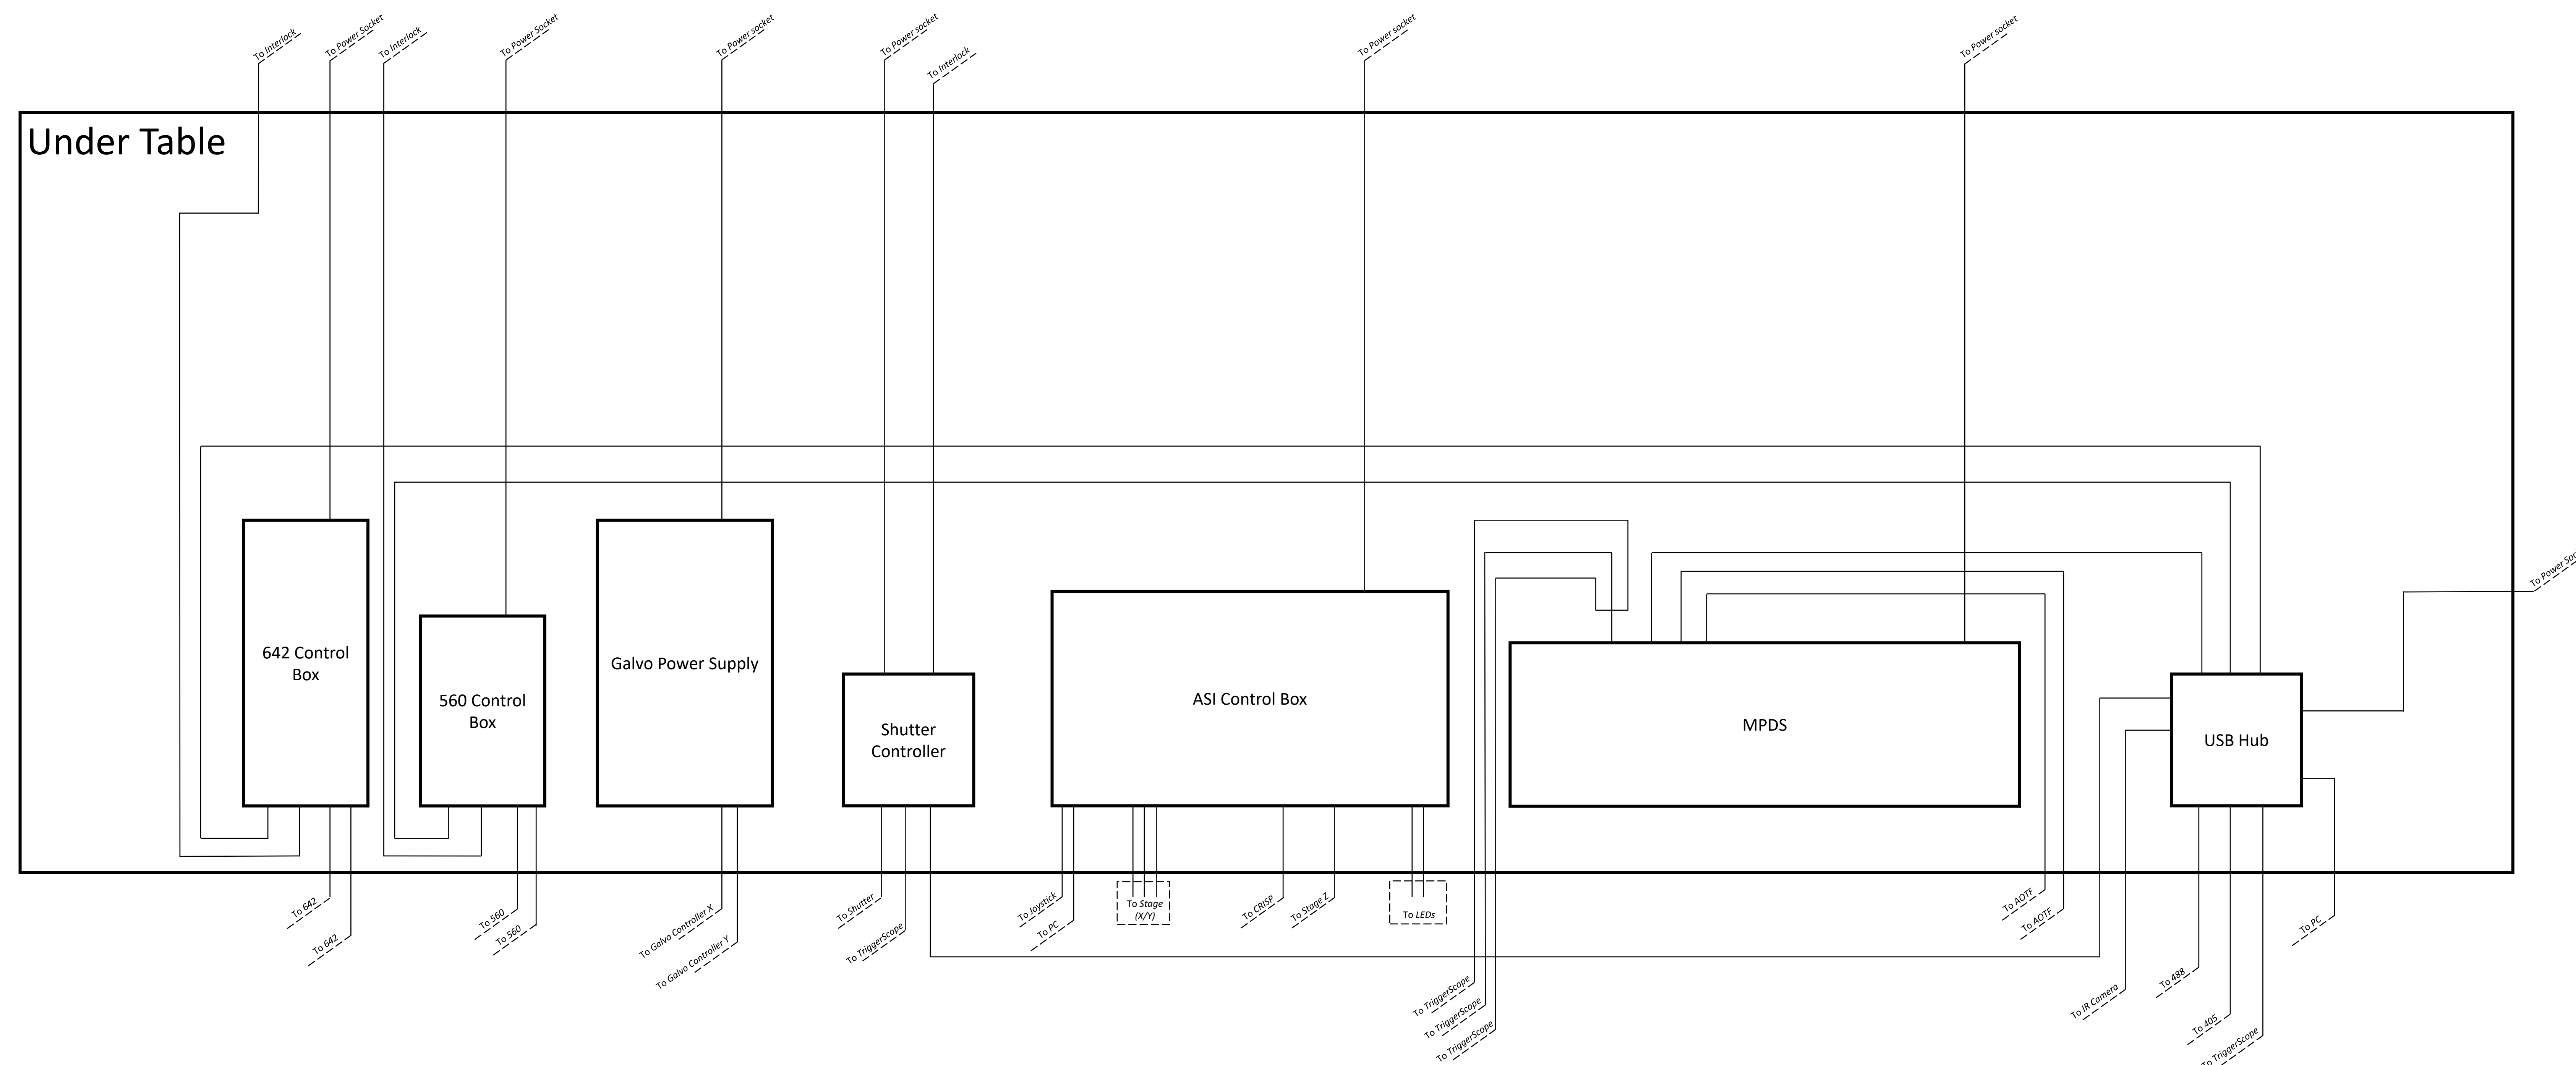 To Interlock
To Power Socket
To Interlock
To Power Socket
To Power socket
To Power socket
To Interlock
To Power socket
To Power socket
Under Table
To Power Soc
642 Control
Box
560 Control
Box
Galvo Power Supply
Shutter
Controller
ASI Control Box
MPDS
USB Hub
To 642
To 642
To 560
To 560
To Galvo Controller X
To Galvo Controller Y
To Shutter
To TriggerScope
To Joystick
To PC
To Stage
(X/Y)
To CRISP
To Stage Z
To LEDs
To TriggerScope
To TriggerScope
To TriggerScope
To AOTF
To AOTF
To IR Camera
To 488
To 405
To TriggerScope
To PC